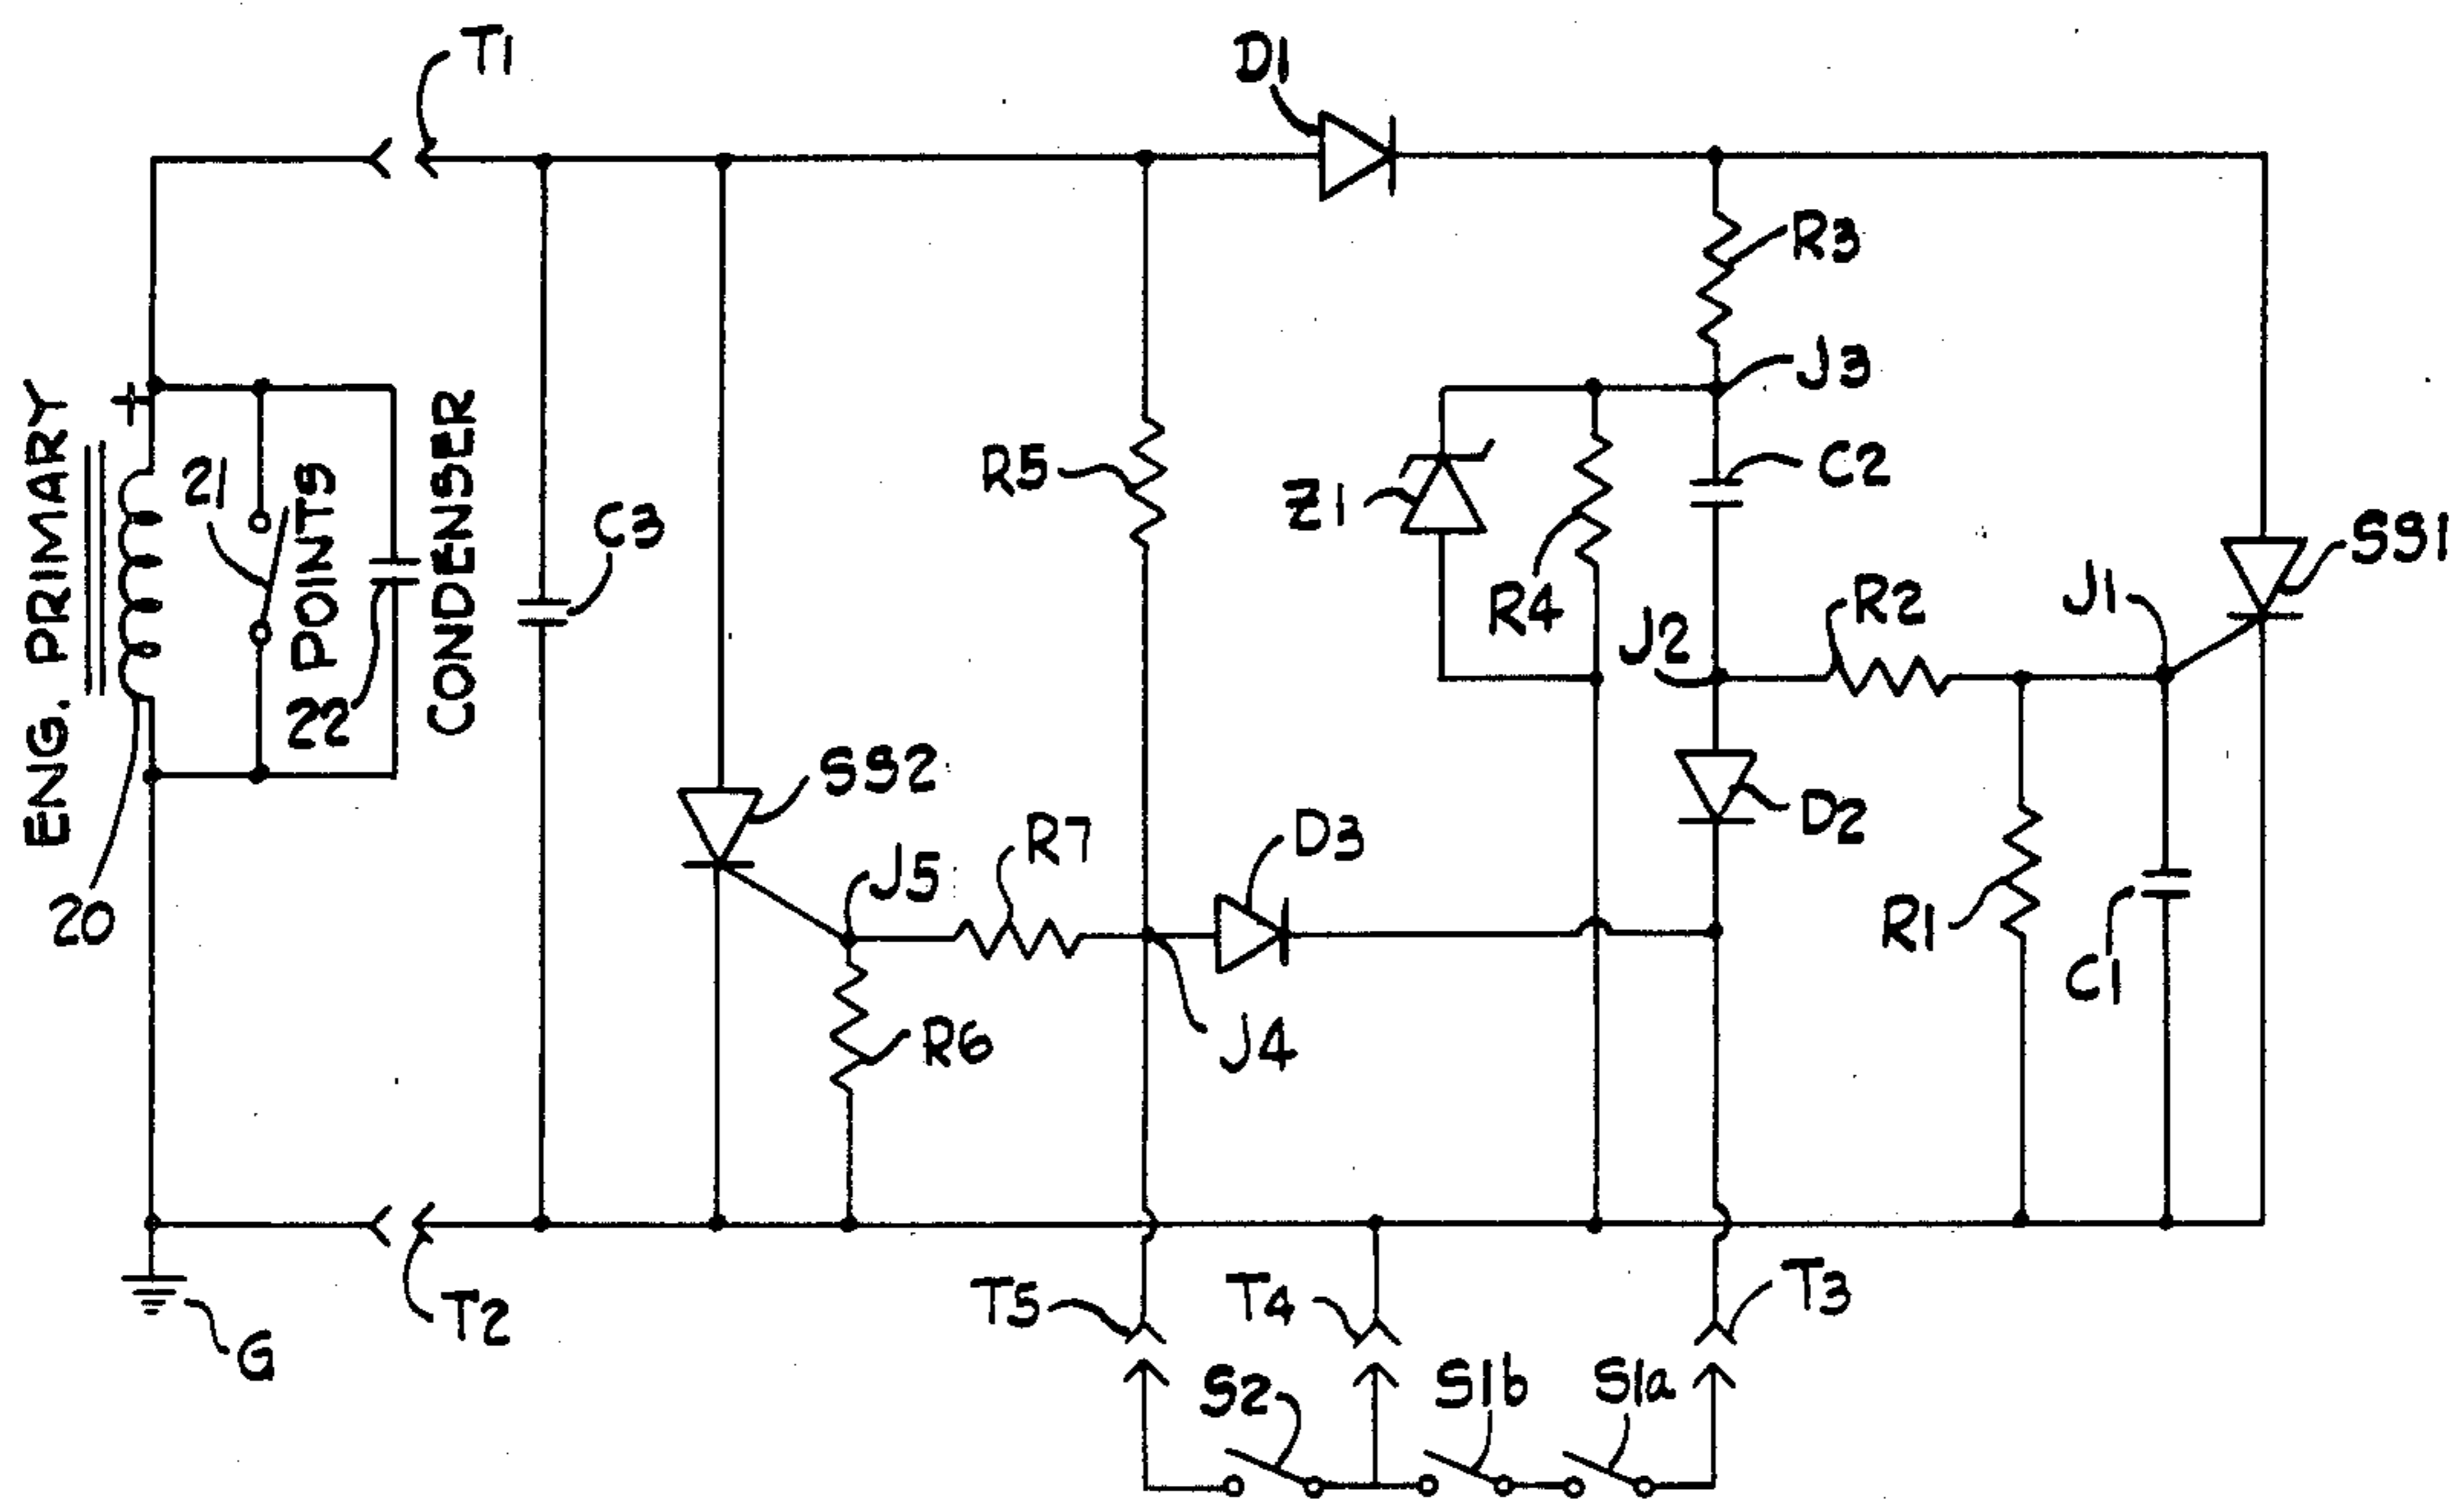 T1
D1
R3
J3
ENG. PRIMARY
+
21
POINTS
CONDENSER
22
20
C3
R5
Z1
R4
C2
SS1
J2
R2
J1
SS2
D3
D2
J5
R7
R1
C1
R6
J4
G
T2
T5
T4
T3
S2
S1b
S1a